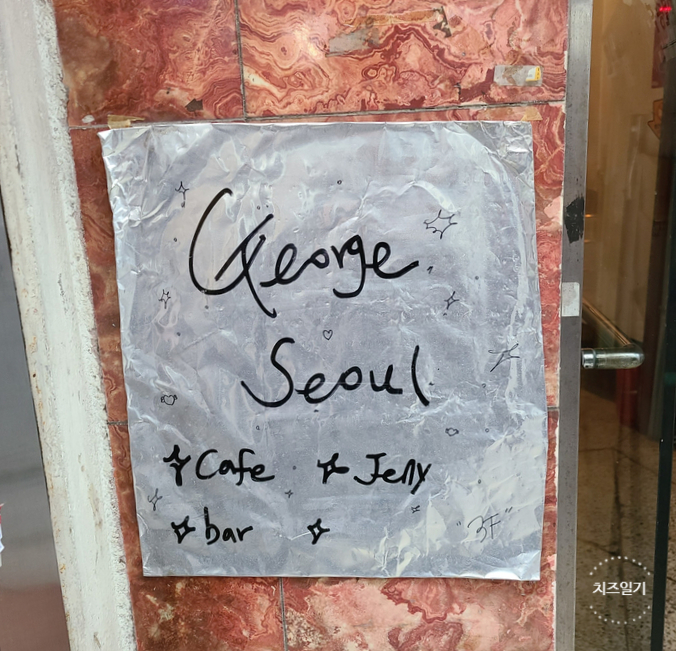 George
Seoul
Cafe Jelly
bar
"3F"
치즈일기